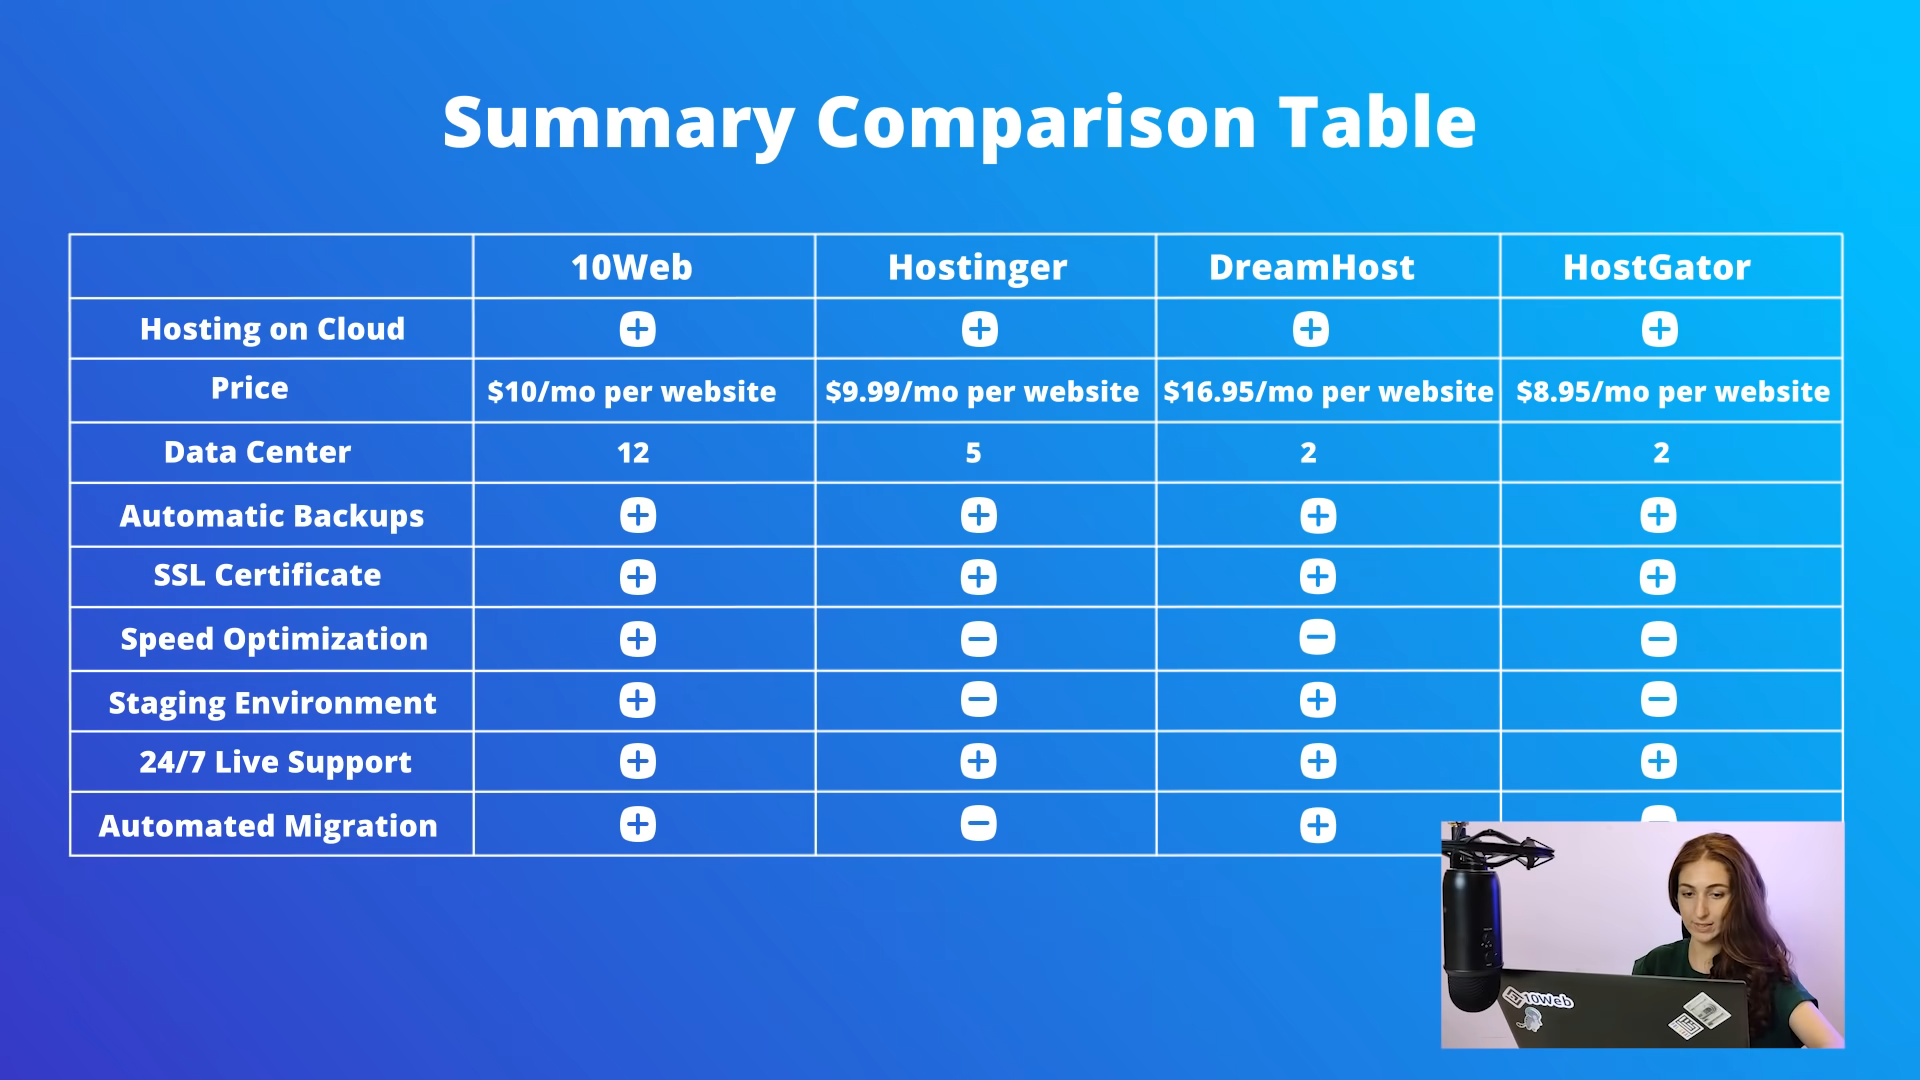 Summary Comparison Table
10Web Hostinger DreamHost HostGator
Hosting on Cloud + + + +
Price $10/mo per website $9.99/mo per website $16.95/mo per website $8.95/mo per website
Data Center 12 5 2 2
Automatic Backups + + + +
SSL Certificate + + + +
Speed Optimization + − − −
Staging Environment + − + −
24/7 Live Support + + + +
Automated Migration + − +
10Web